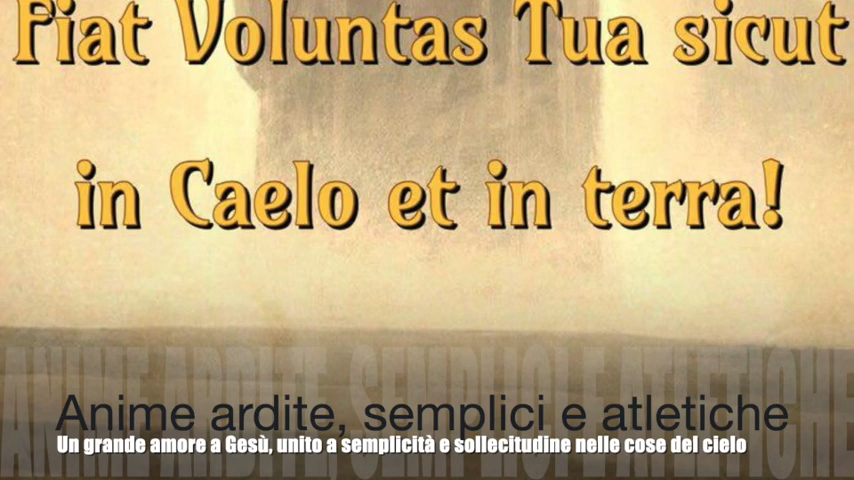 Fiat Voluntas Tua sicut
in Caelo et in terra!
ANIME ARDITE, SEMPLICI E ATLETICHE
Anime ardite, semplici e atletiche
Un grande amore a Gesù, unito a semplicità e sollecitudine nelle cose del cielo